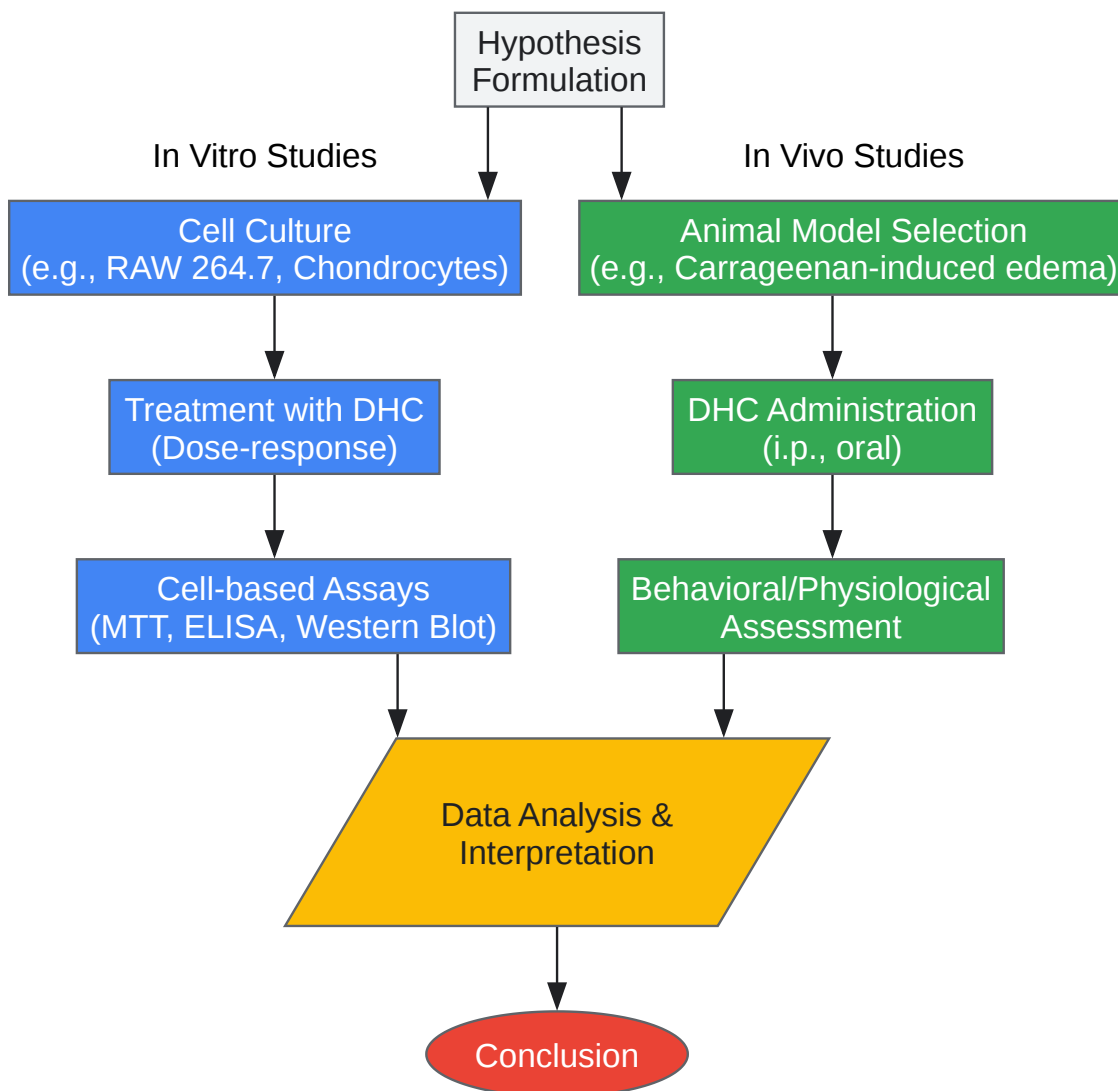 Hypothesis
Formulation
In Vitro Studies
In Vivo Studies
Cell Culture
(e.g., RAW 264.7, Chondrocytes)
Animal Model Selection
(e.g., Carrageenan-induced edema)
Treatment with DHC
(Dose-response)
DHC Administration
(i.p., oral)
Cell-based Assays
(MTT, ELISA, Western Blot)
Behavioral/Physiological
Assessment
Data Analysis &
Interpretation
Conclusion